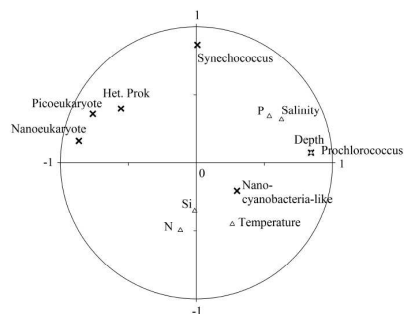 1
Synechococcus
Het. Prok
Picoeukaryote
P Salinity
Nanoeukaryote
Depth
Prochlorococcus
-1
0
1
Nano-
cyanobacteria-like
Si
N
Temperature
-1